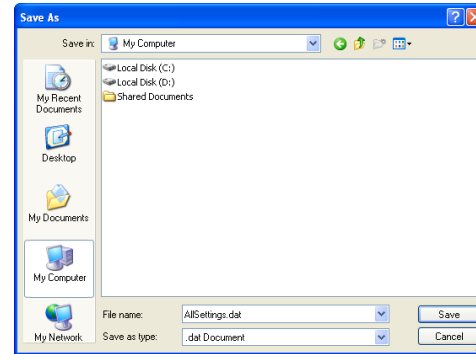 Save As
Save in:
My Computer
Local Disk (C:)
Local Disk (D:)
Shared Documents
My Recent
Documents
Desktop
My Documents
My Computer
My Network
File name:
AllSettings.dat
Save
Save as type:
.dat Document
Cancel